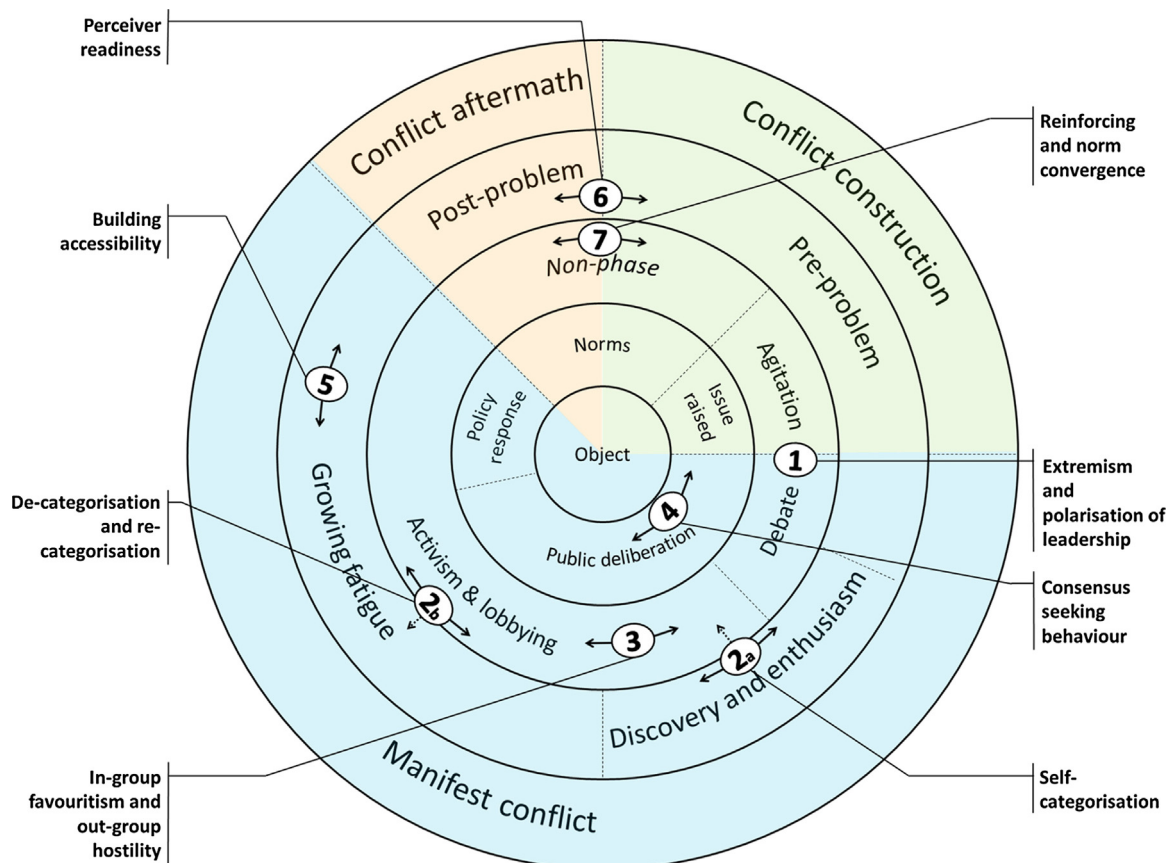 Perceiver
readiness
Conflict aftermath
Conflict construction
Reinforcing
and norm
convergence
Post-problem
6
7
Non-phase
Pre-problem
Building
accessibility
Norms
Agitation
Issue
raised
5
Policy
response
Object
1
Extremism
and
polarisation of
leadership
De-categorisation
and re-
categorisation
Growing fatigue
4
Debate
Public deliberation
Activism & lobbying
2b
3
2a
Discovery and enthusiasm
Consensus
seeking
behaviour
Manifest conflict
In-group
favouritism and
out-group
hostility
Self-
categorisation